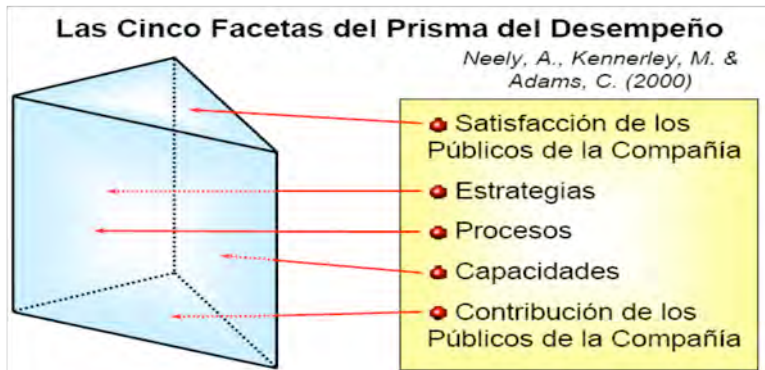 Las Cinco Facetas del Prisma del Desempeño
Neely, A., Kennerley, M. &
Adams, C. (2000)
Satisfacción de los
Públicos de la Compañía
Estrategias
Procesos
Capacidades
Contribución de los
Públicos de la Compañía